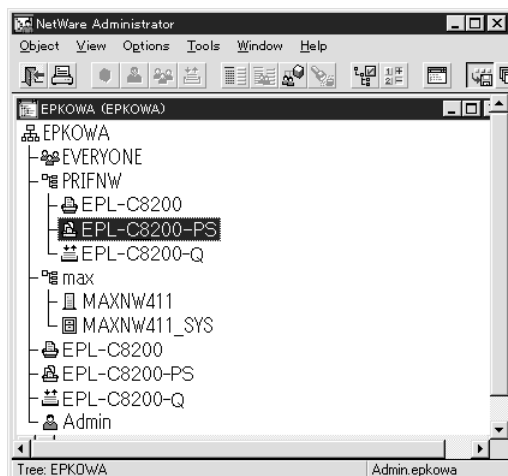 NetWare Administrator
Object View Options Tools Window Help
EPKOWA (EPKOWA)
EPKOWA
EVERYONE
PRIFNW
EPL-C8200
EPL-C8200-PS
EPL-C8200-Q
max
MAXNW411
MAXNW411_SYS
EPL-C8200
EPL-C8200-PS
EPL-C8200-Q
Admin
Tree: EPKOWA Admin.epkowa